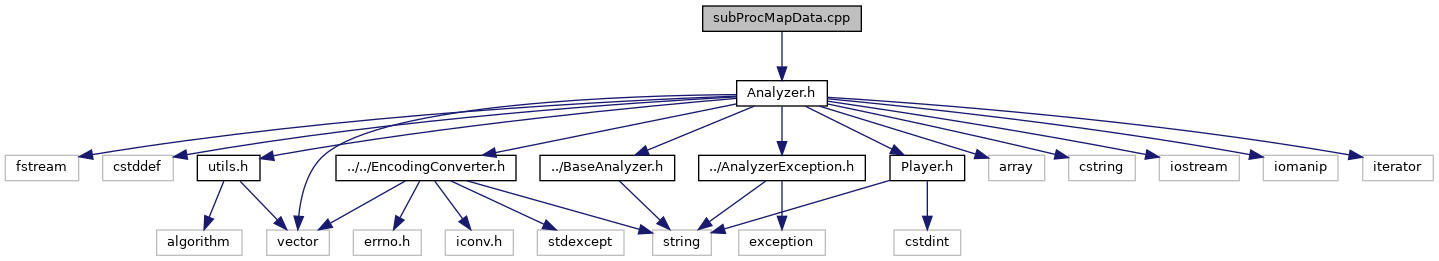 subProcMapData.cpp
Analyzer.h
fstream
cstddef
utils.h
../../EncodingConverter.h
../BaseAnalyzer.h
../AnalyzerException.h
Player.h
array
cstring
iostream
iomanip
iterator
algorithm
vector
errno.h
iconv.h
stdexcept
string
exception
cstdint